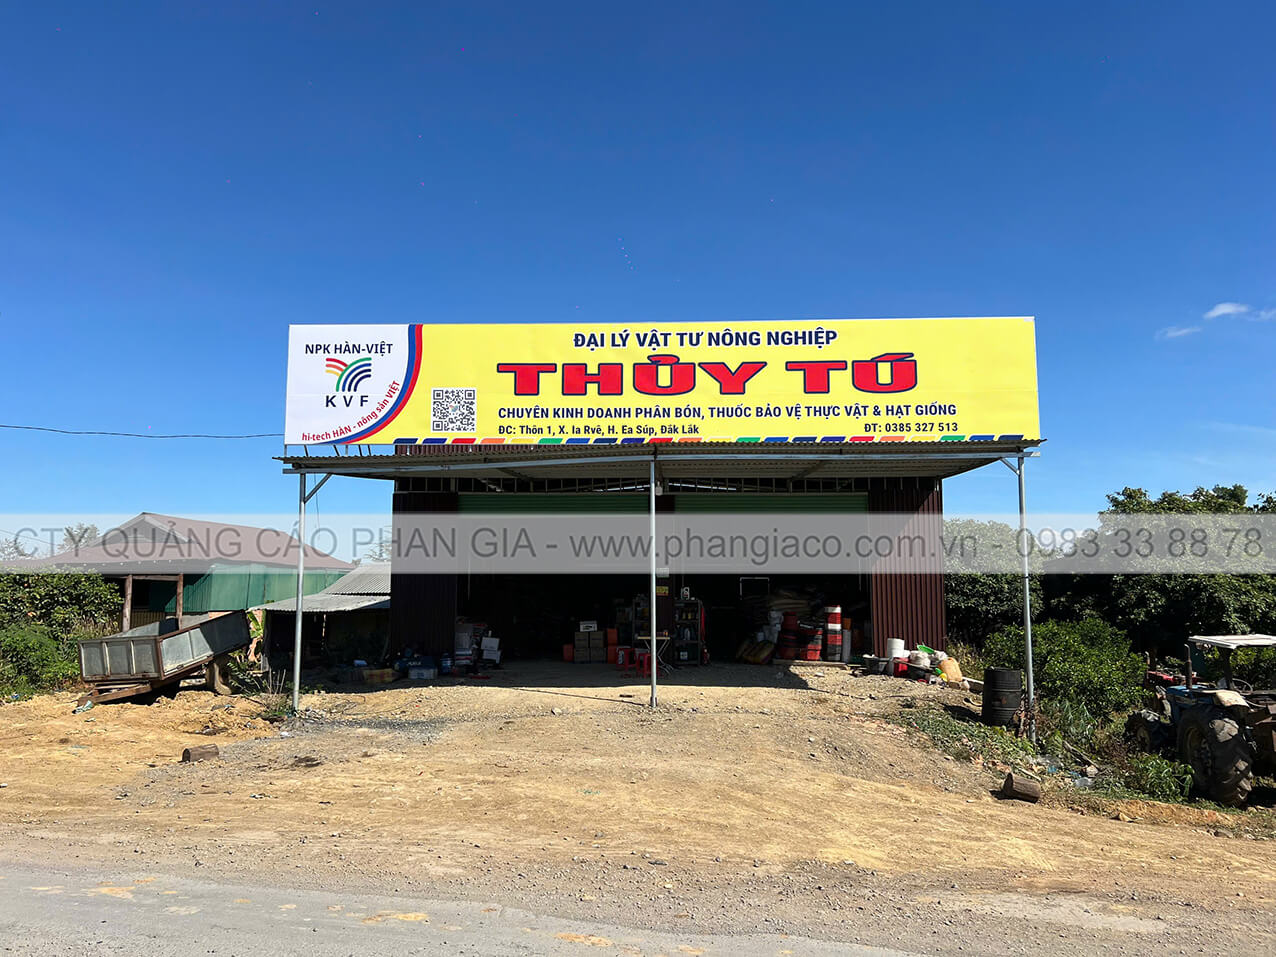 NPK HÀN-VIỆT
KVF
hi-tech HÀN - nông sản VIỆT
ĐẠI LÝ VẬT TƯ NÔNG NGHIỆP
THỦY TÚ
CHUYÊN KINH DOANH PHÂN BÓN, THUỐC BẢO VỆ THỰC VẬT & HẠT GIỐNG
ĐC: Thôn 1, X. Ia Rvê, H. Ea Súp, Đăk Lăk
ĐT: 0385 327 513
CTY QUẢNG CÁO PHAN GIA - www.phangiaco.com.vn - 0983 33 88 78